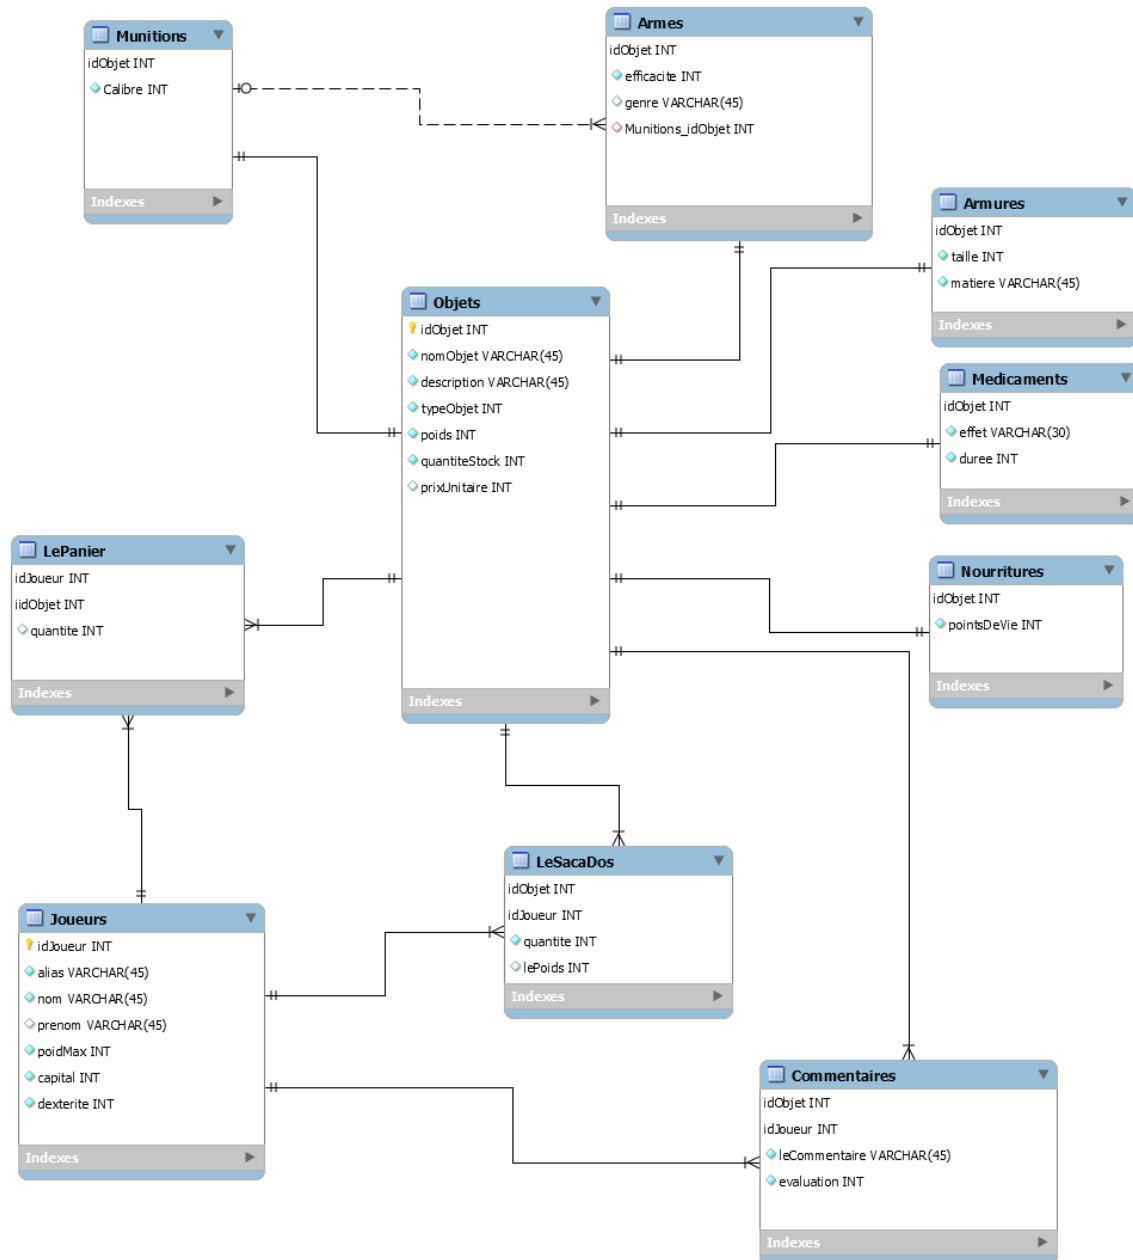 Munitions
idObjet INT
Calibre INT
Indexes
Armes
idObjet INT
efficacite INT
genre VARCHAR(45)
Munitions_idObjet INT
Indexes
Armures
idObjet INT
taille INT
matiere VARCHAR(45)
Indexes
Objets
idObjet INT
nomObjet VARCHAR(45)
description VARCHAR(45)
typeObjet INT
poids INT
quantiteStock INT
prixUnitaire INT
Indexes
Medicaments
idObjet INT
effet VARCHAR(30)
duree INT
Indexes
LePanier
idJoueur INT
iidObjet INT
quantite INT
Indexes
Nourritures
idObjet INT
pointsDeVie INT
Indexes
LeSacaDos
idObjet INT
idJoueur INT
quantite INT
lePoids INT
Indexes
Joueurs
idJoueur INT
alias VARCHAR(45)
nom VARCHAR(45)
prenom VARCHAR(45)
poidMax INT
capital INT
dexterite INT
Indexes
Commentaires
idObjet INT
idJoueur INT
leCommentaire VARCHAR(45)
evaluation INT
Indexes